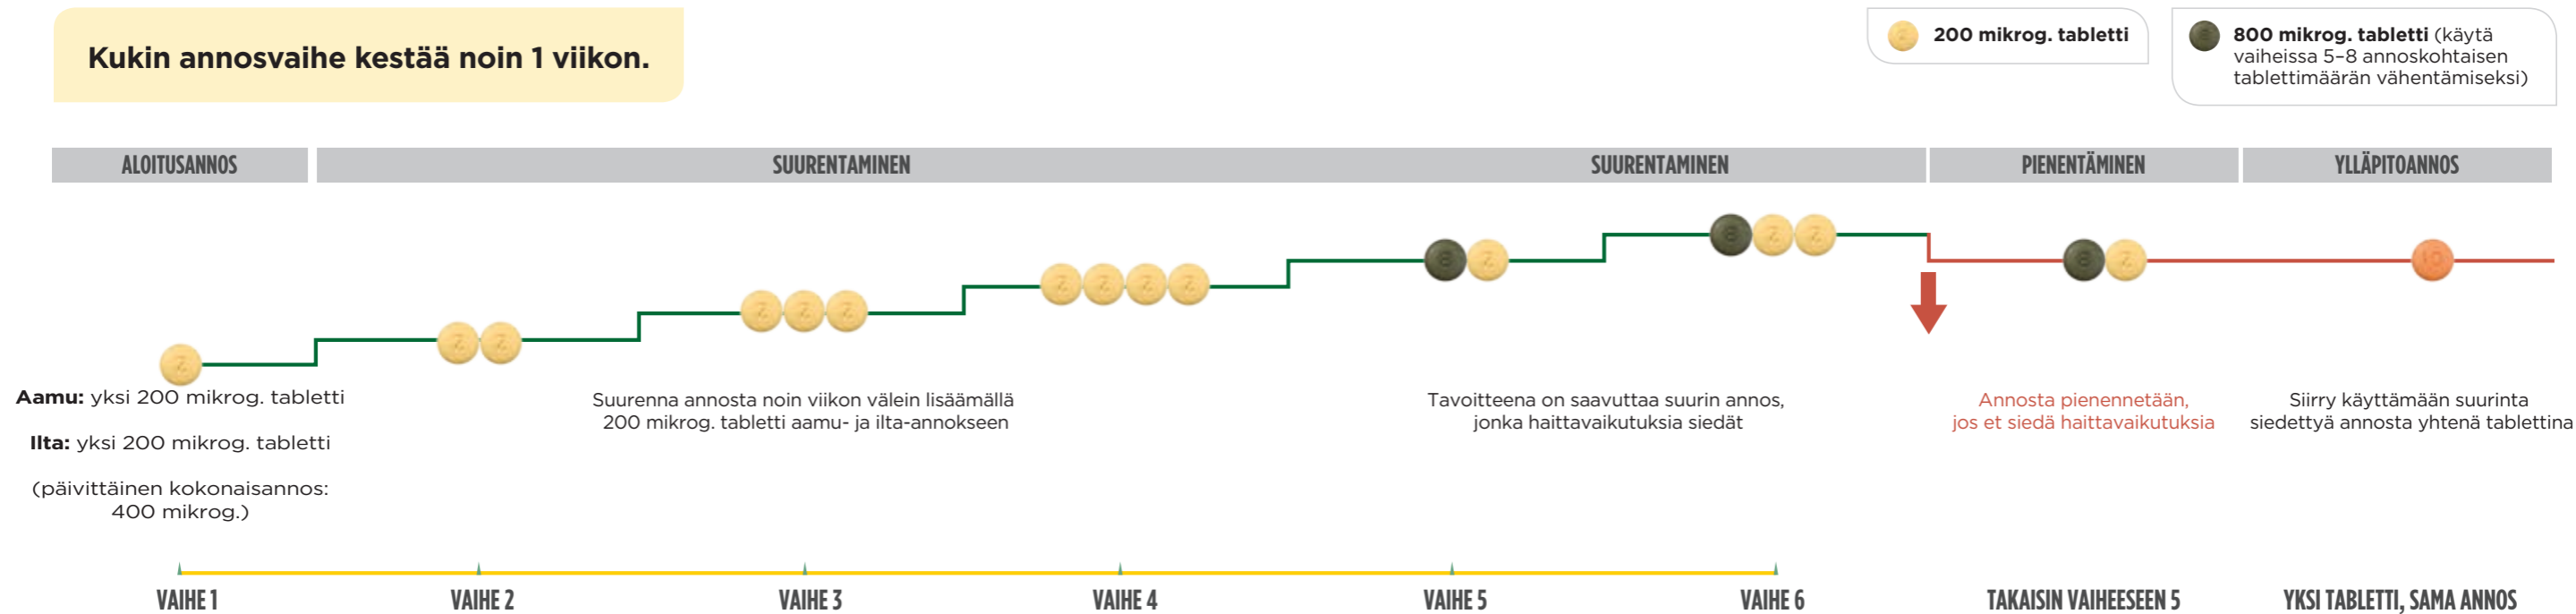 Kukin annosvaihe kestää noin 1 viikon.
200 mikrog. tabletti
800 mikrog. tabletti (käytä
vaiheissa 5–8 annoskohtaisen
tablettimäärän vähentämiseksi)
ALOITUSANNOS
SUURENTAMINEN
SUURENTAMINEN
PIENENTÄMINEN
YLLÄPITOANNOS
Aamu: yksi 200 mikrog. tabletti
Ilta: yksi 200 mikrog. tabletti
(päivittäinen kokonaisannos:
400 mikrog.)
Suurenna annosta noin viikon välein lisäämällä
200 mikrog. tabletti aamu- ja ilta-annokseen
Tavoitteena on saavuttaa suurin annos,
jonka haittavaikutuksia siedät
Annosta pienennetään,
jos et siedä haittavaikutuksia
Siirry käyttämään suurinta
siedettyä annosta yhtenä tablettina
VAIHE 1
VAIHE 2
VAIHE 3
VAIHE 4
VAIHE 5
VAIHE 6
TAKAISIN VAIHEESEEN 5
YKSI TABLETTI, SAMA ANNOS